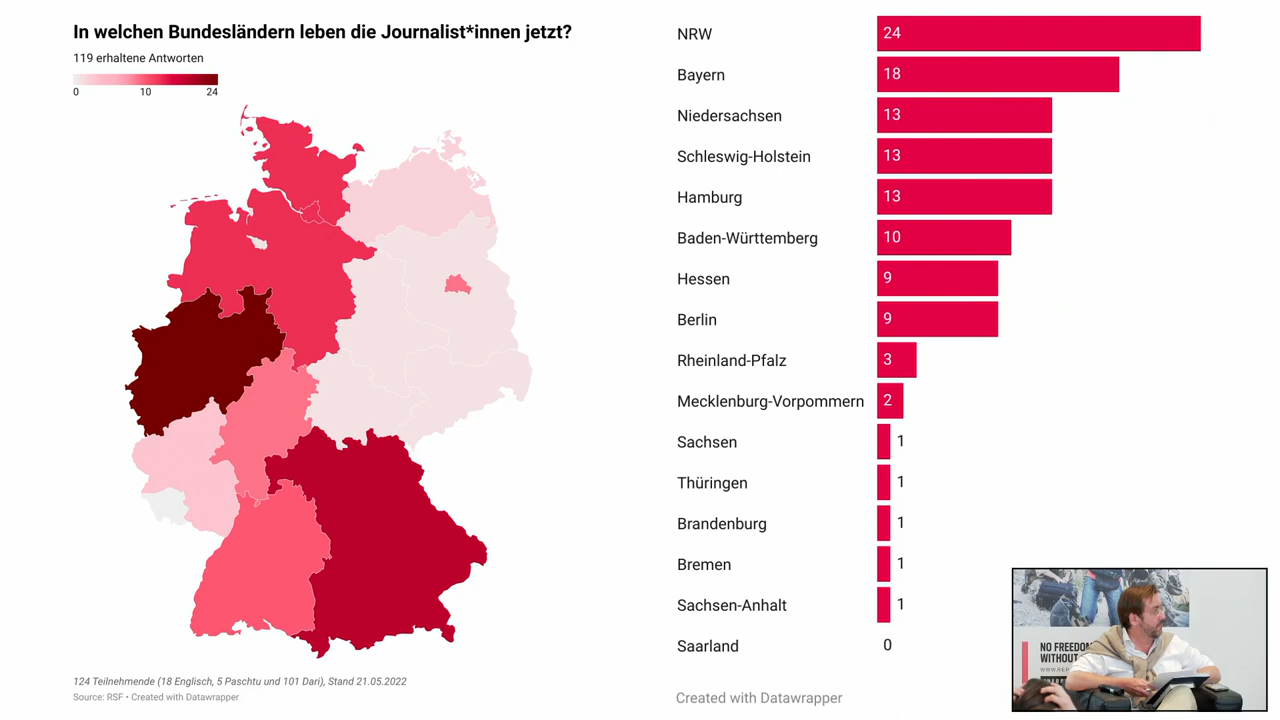 In welchen Bundesländern leben die Journalist*innen jetzt?
119 erhaltene Antworten
0 10 24
124 Teilnehmende (18 Englisch, 5 Paschtu und 101 Dari), Stand 21.05.2022
Source: RSF • Created with Datawrapper
NRW 24
Bayern 18
Niedersachsen 13
Schleswig-Holstein 13
Hamburg 13
Baden-Württemberg 10
Hessen 9
Berlin 9
Rheinland-Pfalz 3
Mecklenburg-Vorpommern 2
Sachsen 1
Thüringen 1
Brandenburg 1
Bremen 1
Sachsen-Anhalt 1
Saarland 0
Created with Datawrapper
NO FREEDOM
WITHOUT